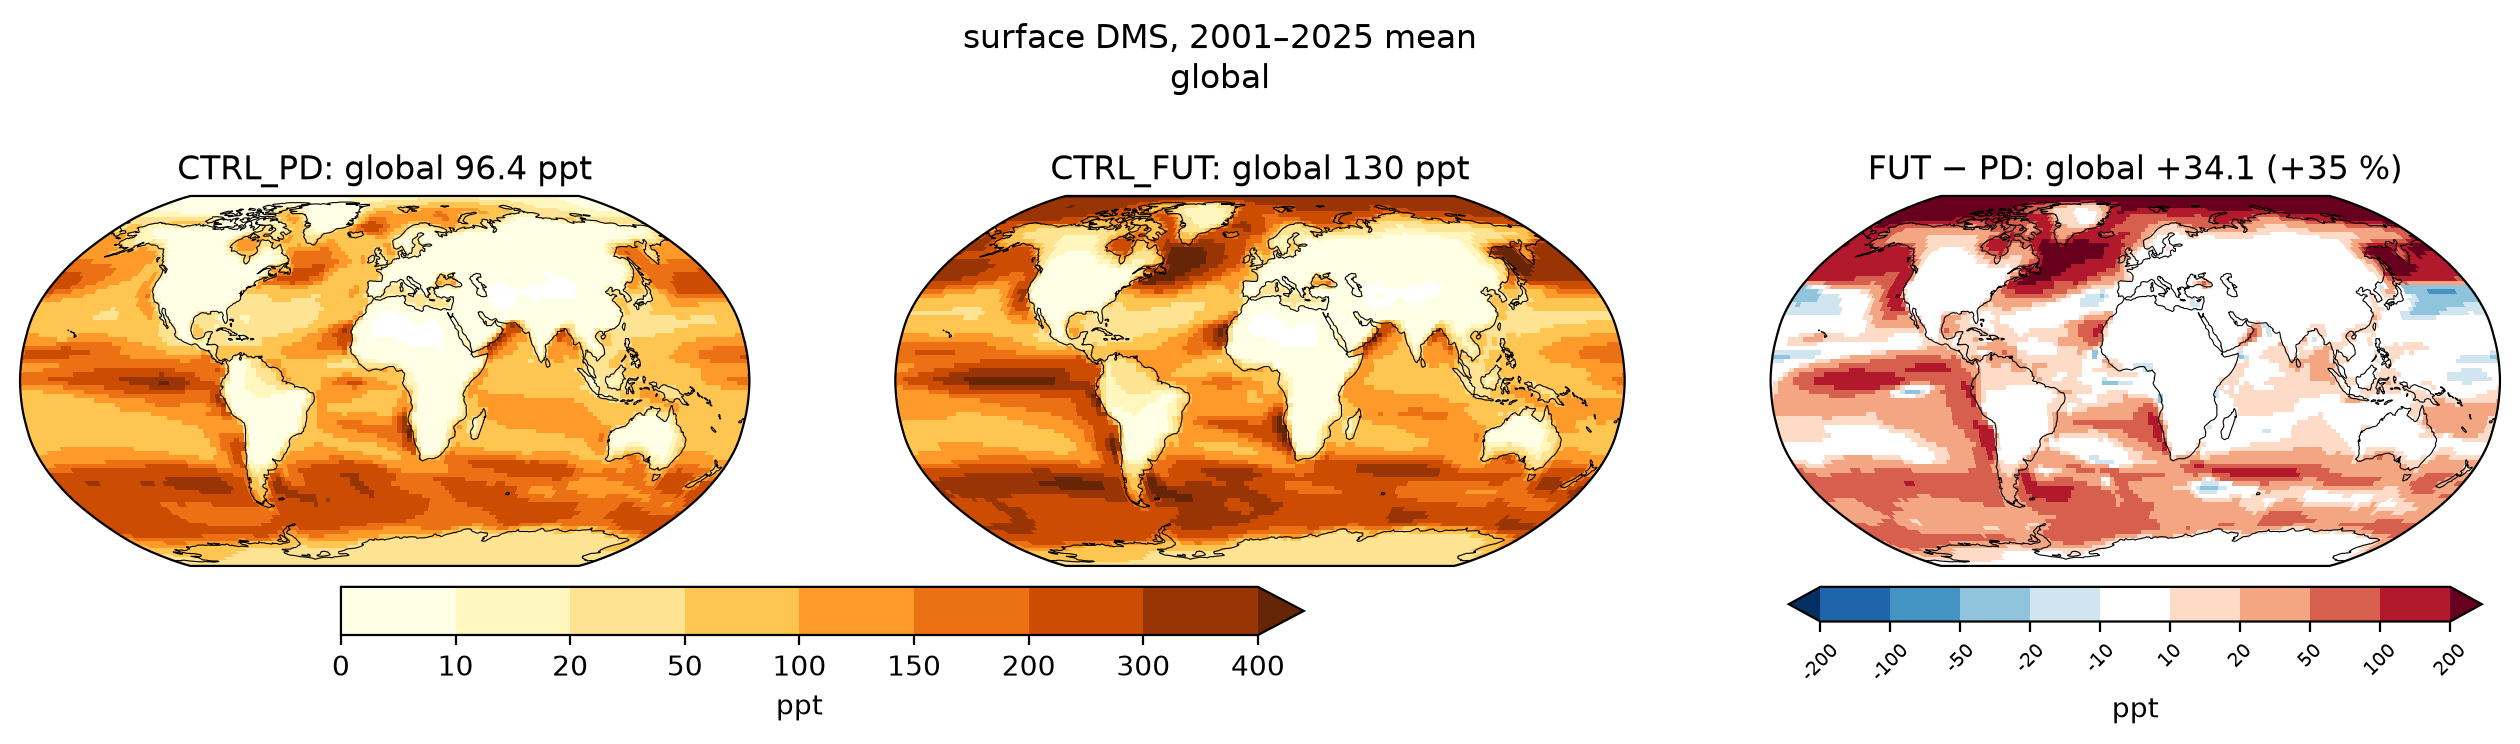 surface DMS, 2001–2025 mean
global
CTRL_PD: global 96.4 ppt
CTRL_FUT: global 130 ppt
FUT − PD: global +34.1 (+35 %)
0 10 20 50 100 150 200 300 400
ppt
-200 -100 -50 -20 -10 10 20 50 100 200
ppt